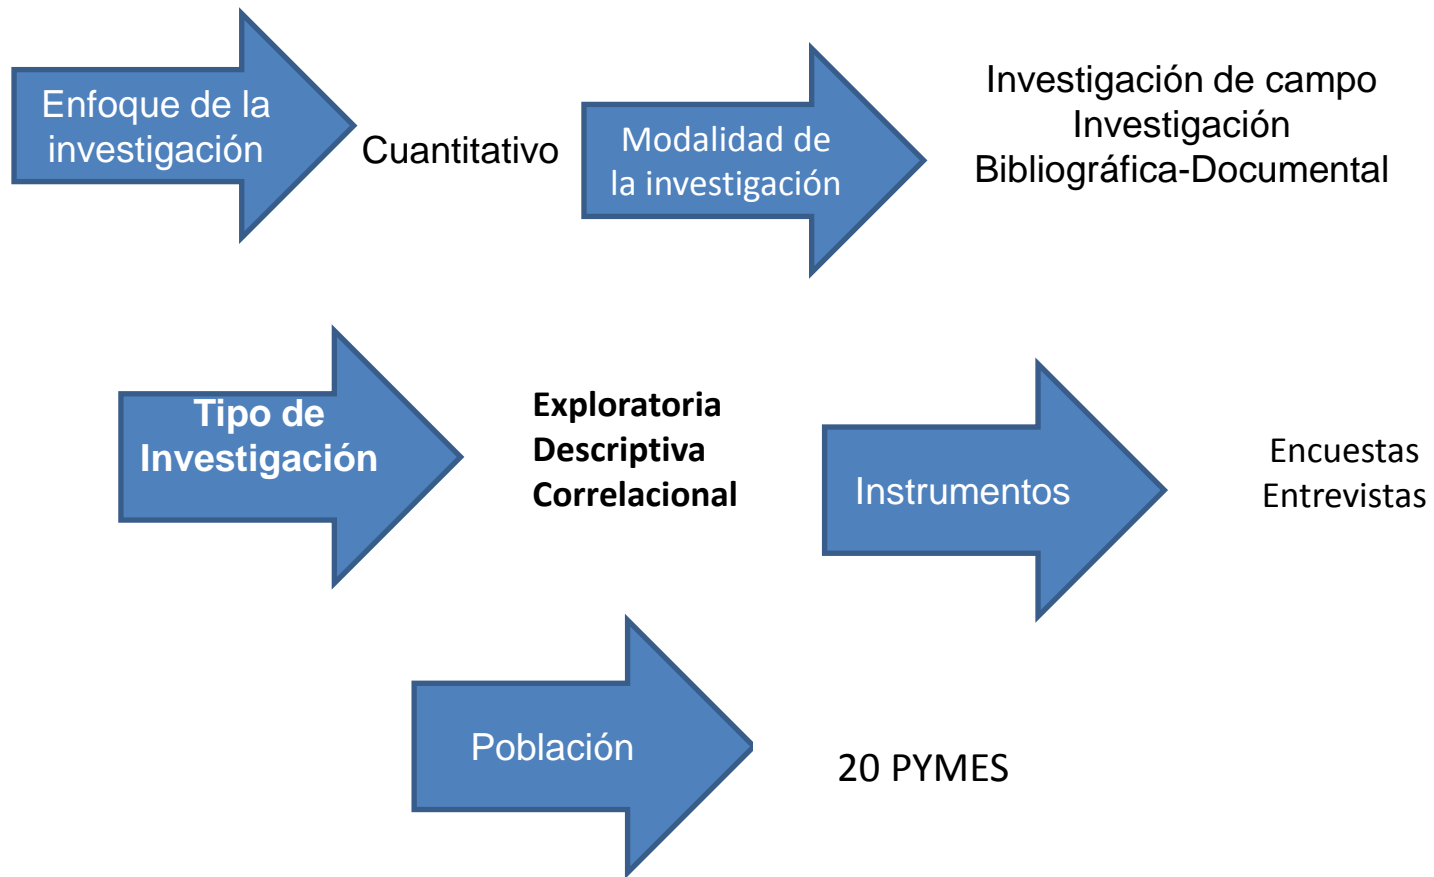 Enfoque de la
investigación
Cuantitativo
Modalidad de
la investigación
Investigación de campo
Investigación
Bibliográfica-Documental
Tipo de
Investigación
Exploratoria
Descriptiva
Correlacional
Instrumentos
Encuestas
Entrevistas
Población
20 PYMES